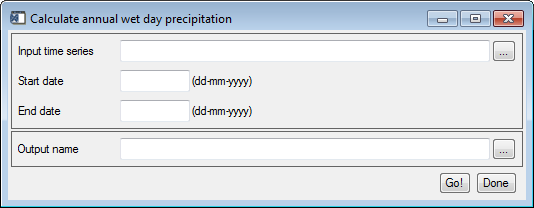 Calculate annual wet day precipitation
Input time series ...
Start date (dd-mm-yyyy)
End date (dd-mm-yyyy)
Output name ...
Go! Done